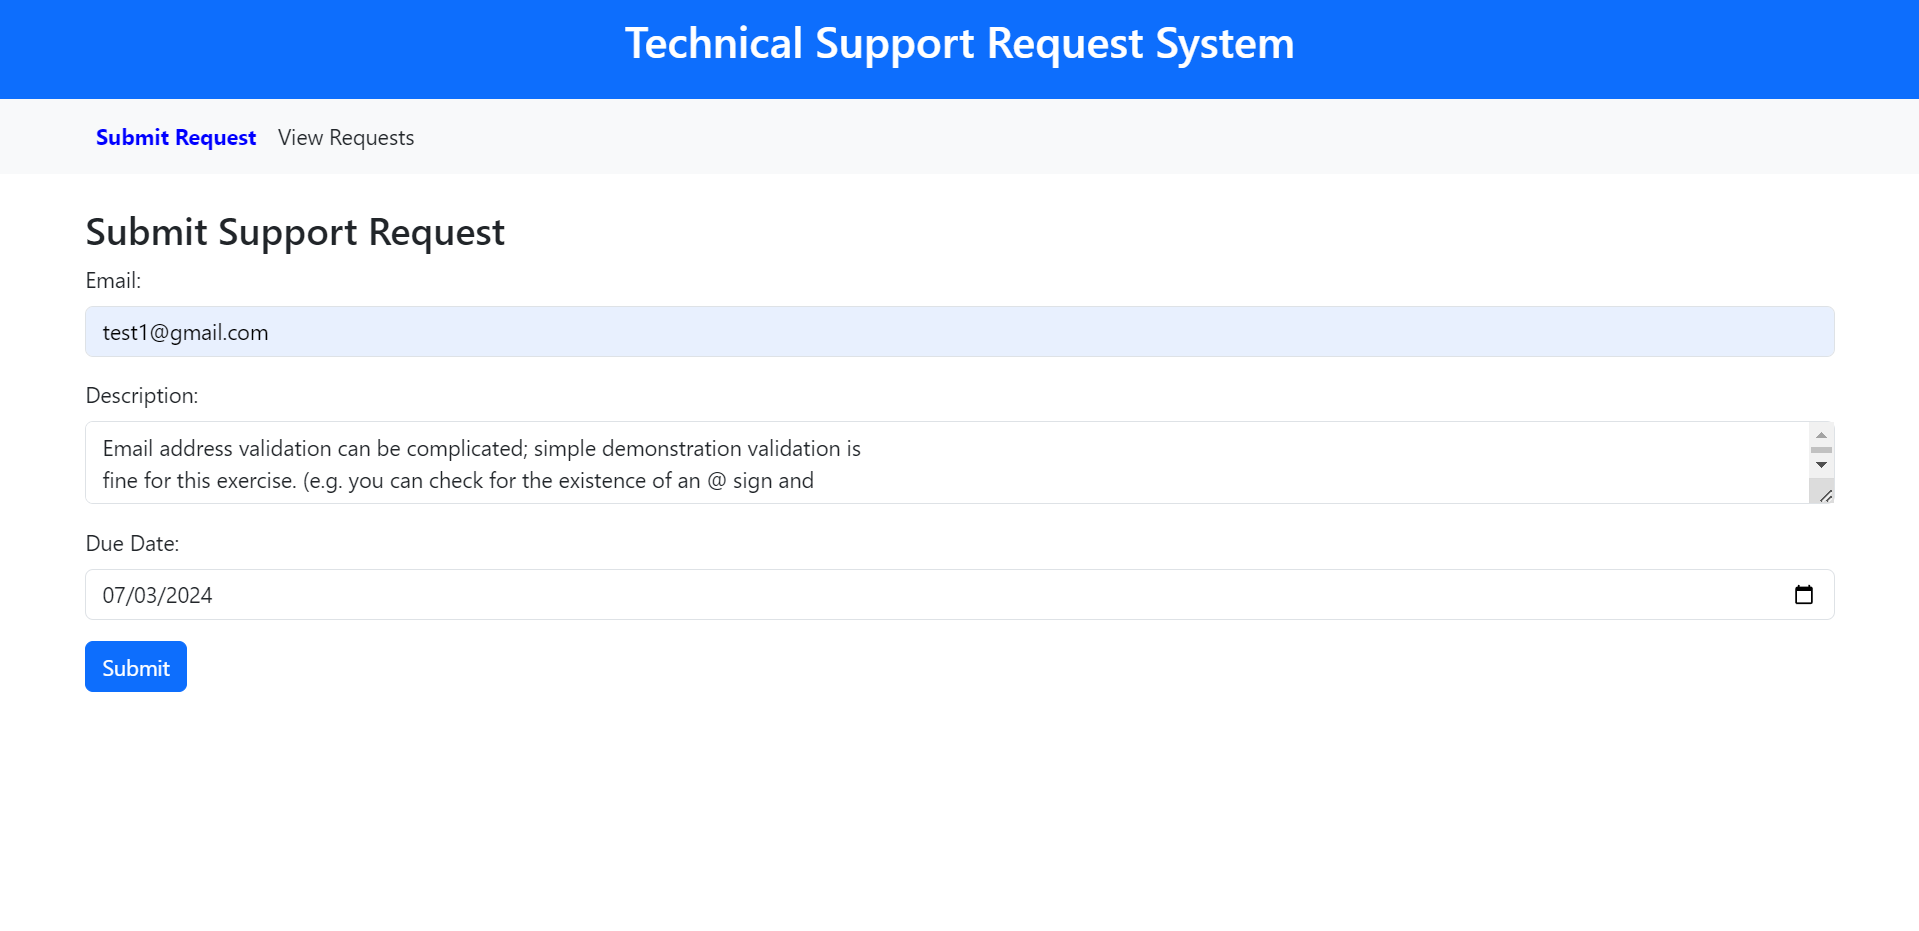 Technical Support Request System
Submit Request View Requests
Submit Support Request
Email:
test1@gmail.com
Description:
Email address validation can be complicated; simple demonstration validation is
fine for this exercise. (e.g. you can check for the existence of an @ sign and
Due Date:
07/03/2024
Submit